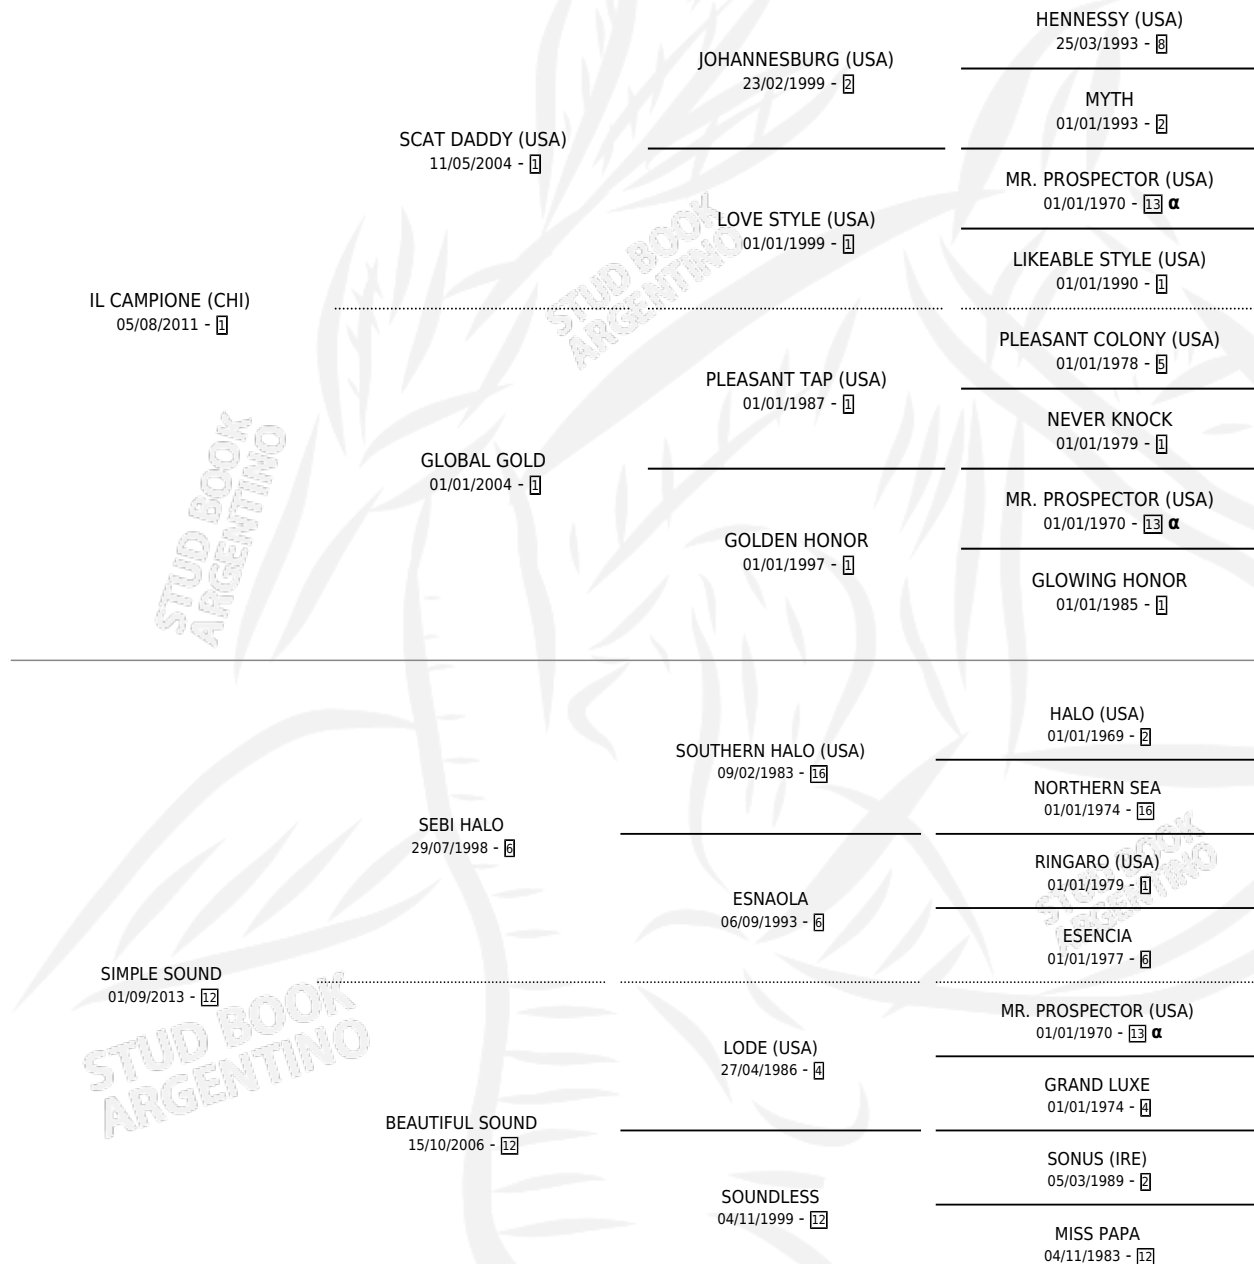 HENNESSY (USA)
25/03/1993 - 8
JOHANNESBURG (USA)
23/02/1999 - 2
MYTH
01/01/1993 - 2
SCAT DADDY (USA)
11/05/2004 - 1
MR. PROSPECTOR (USA)
01/01/1970 - 13 α
LOVE STYLE (USA)
01/01/1999 - 1
LIKEABLE STYLE (USA)
01/01/1990 - 1
IL CAMPIONE (CHI)
05/08/2011 - 1
PLEASANT COLONY (USA)
01/01/1978 - 5
PLEASANT TAP (USA)
01/01/1987 - 1
NEVER KNOCK
01/01/1979 - 1
GLOBAL GOLD
01/01/2004 - 1
MR. PROSPECTOR (USA)
01/01/1970 - 13 α
GOLDEN HONOR
01/01/1997 - 1
GLOWING HONOR
01/01/1985 - 1
HALO (USA)
01/01/1969 - 2
SOUTHERN HALO (USA)
09/02/1983 - 16
NORTHERN SEA
01/01/1974 - 16
SEBI HALO
29/07/1998 - 6
RINGARO (USA)
01/01/1979 - 1
ESNAOLA
06/09/1993 - 6
ESENCIA
01/01/1977 - 6
SIMPLE SOUND
01/09/2013 - 12
MR. PROSPECTOR (USA)
01/01/1970 - 13 α
LODE (USA)
27/04/1986 - 4
GRAND LUXE
01/01/1974 - 4
BEAUTIFUL SOUND
15/10/2006 - 12
SONUS (IRE)
05/03/1989 - 2
SOUNDLESS
04/11/1999 - 12
MISS PAPA
04/11/1983 - 12
STUD BOOK
ARGENTINO
STUD BOOK
ARGENTINO
STUD BOOK
ARGENTINO
STUD BOOK
ARGENTINO